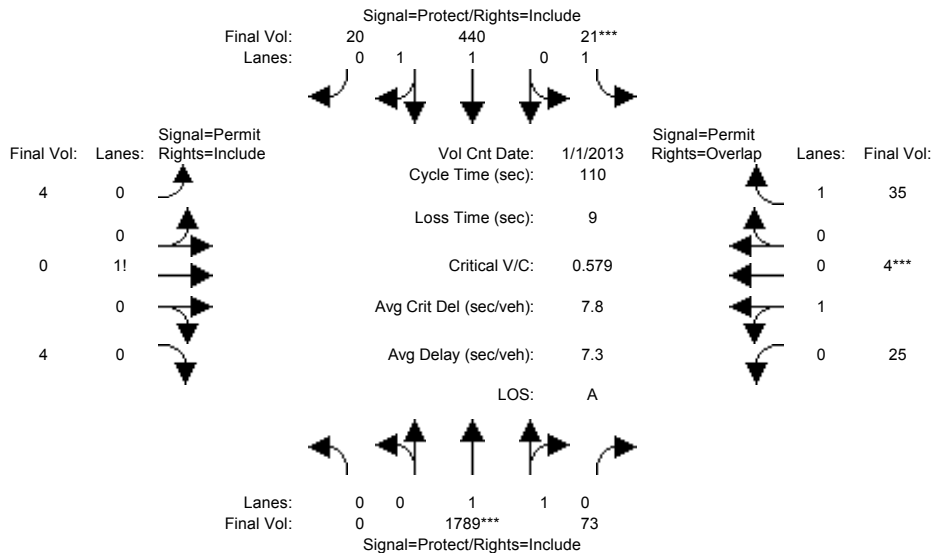 Signal=Protect/Rights=Include
Final Vol: 20 440 21***
Lanes: 0 1 1 0 1
Signal=Permit Signal=Permit
Final Vol: Lanes: Rights=Include Vol Cnt Date: 1/1/2013 Rights=Overlap Lanes: Final Vol:
Cycle Time (sec): 110
4 0 1 35
Loss Time (sec): 9
0 0
0 1! Critical V/C: 0.579 0 4***
0 Avg Crit Del (sec/veh): 7.8 1
4 0 Avg Delay (sec/veh): 7.3 0 25
LOS: A
Lanes: 0 0 1 1 0
Final Vol: 0 1789*** 73
Signal=Protect/Rights=Include